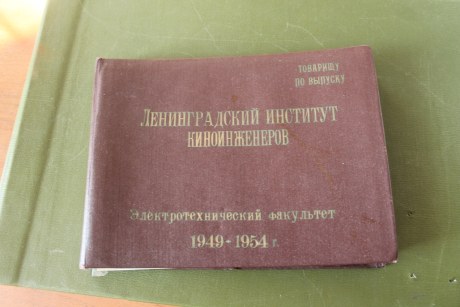 ТОВАРИЩУ
ПО ВЫПУСКУ
ЛЕНИНГРАДСКИЙ ИНСТИТУТ
КИНОИНЖЕНЕРОВ
Электротехнический факультет
1949-1954 г.